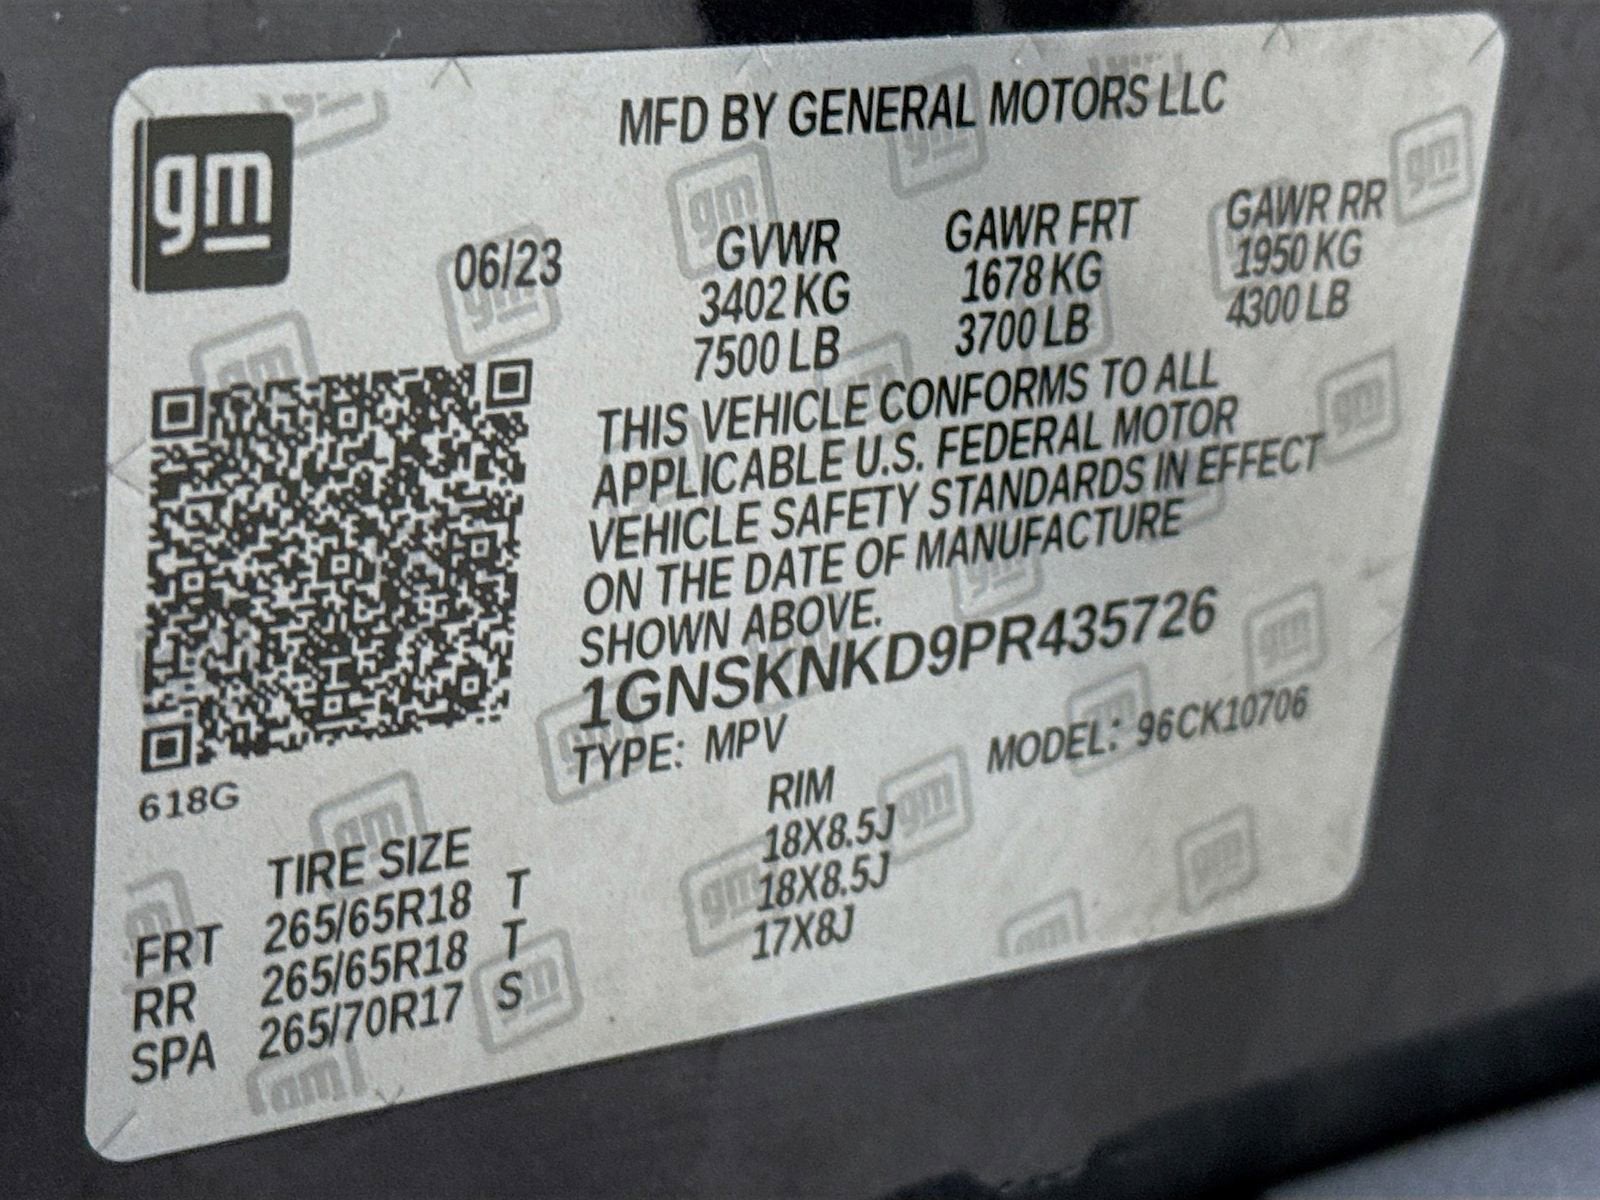 gm
MFD BY GENERAL MOTORS LLC
06/23
GVWR GAWR FRT GAWR RR
3402 KG 1678 KG 1950 KG
7500 LB 3700 LB 4300 LB
THIS VEHICLE CONFORMS TO ALL
APPLICABLE U.S. FEDERAL MOTOR
VEHICLE SAFETY STANDARDS IN EFFECT
ON THE DATE OF MANUFACTURE
SHOWN ABOVE.
1GNSKNKD9PR435726
TYPE: MPV MODEL: 96CK10706
618G
TIRE SIZE RIM
FRT 265/65R18 T 18X8.5J
RR 265/65R18 T 18X8.5J
SPA 265/70R17 S 17X8J